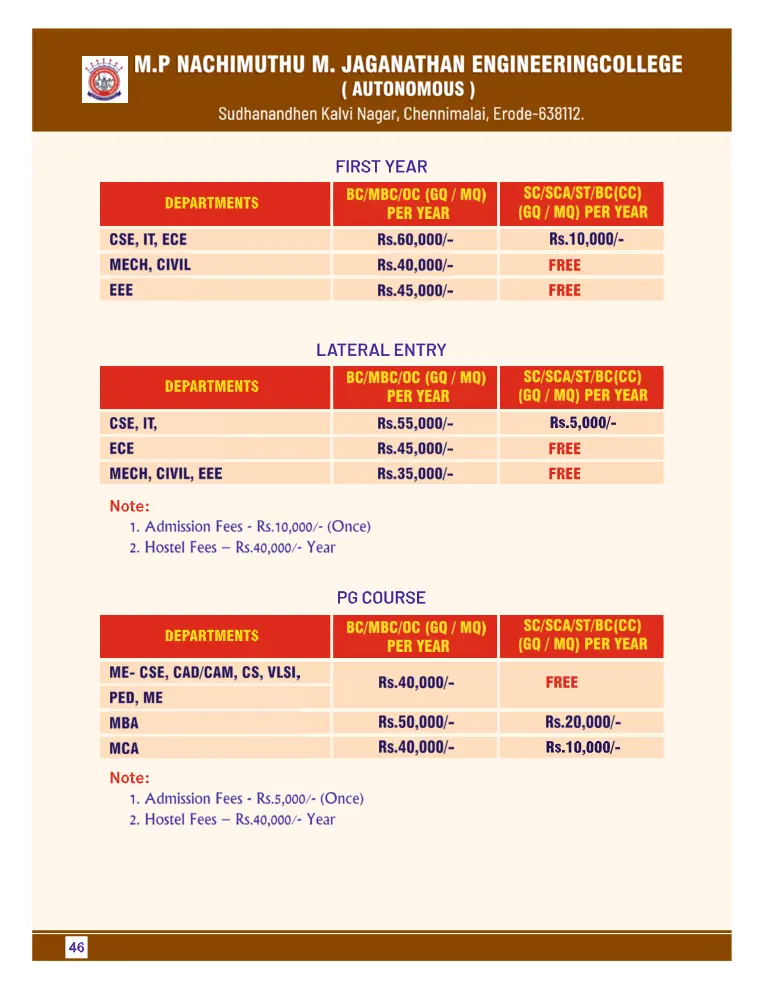 M.P NACHIMUTHU M. JAGANATHAN ENGINEERINGCOLLEGE
( AUTONOMOUS )
Sudhanandhen Kalvi Nagar, Chennimalai, Erode-638112.
FIRST YEAR
DEPARTMENTS BC/MBC/OC (GQ / MQ) PER YEAR SC/SCA/ST/BC(CC) (GQ / MQ) PER YEAR
CSE, IT, ECE Rs.60,000/- Rs.10,000/-
MECH, CIVIL Rs.40,000/- FREE
EEE Rs.45,000/- FREE
LATERAL ENTRY
DEPARTMENTS BC/MBC/OC (GQ / MQ) PER YEAR SC/SCA/ST/BC(CC) (GQ / MQ) PER YEAR
CSE, IT, Rs.55,000/- Rs.5,000/-
ECE Rs.45,000/- FREE
MECH, CIVIL, EEE Rs.35,000/- FREE
Note:
1. Admission Fees - Rs.10,000/- (Once)
2. Hostel Fees – Rs.40,000/- Year
PG COURSE
DEPARTMENTS BC/MBC/OC (GQ / MQ) PER YEAR SC/SCA/ST/BC(CC) (GQ / MQ) PER YEAR
ME- CSE, CAD/CAM, CS, VLSI,
PED, ME Rs.40,000/- FREE
MBA Rs.50,000/- Rs.20,000/-
MCA Rs.40,000/- Rs.10,000/-
Note:
1. Admission Fees - Rs.5,000/- (Once)
2. Hostel Fees – Rs.40,000/- Year
46